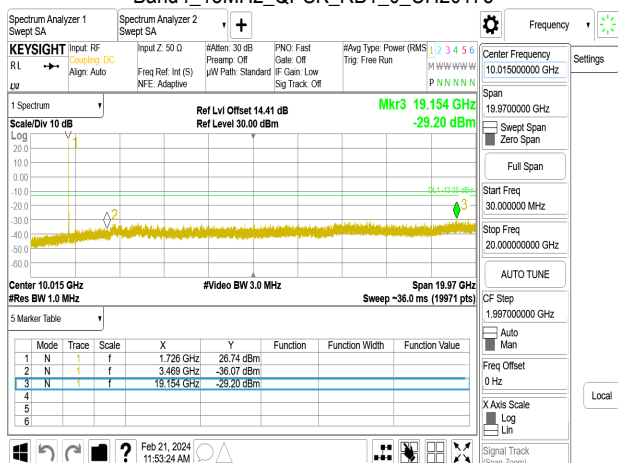 Spectrum Analyzer 1
Swept SA
Spectrum Analyzer 2
Swept SA
Frequency
KEYSIGHT
RL
Input: RF
Coupling: DC
Align: Auto
Input Z: 50 Ω
Freq Ref: Int (S)
NFE: Adaptive
#Atten: 30 dB
Preamp: Off
µW Path: Standard
PNO: Fast
Gate: Off
IF Gain: Low
Sig Track: Off
#Avg Type: Power (RMS
Trig: Free Run
1 2 3 4 5 6
M W W W W W
P N N N N N
Center Frequency
10.015000000 GHz
Settings
Span
19.9700000 GHz
Swept Span
Zero Span
Full Span
Start Freq
30.000000 MHz
Stop Freq
20.000000000 GHz
AUTO TUNE
CF Step
1.997000000 GHz
Auto
Man
Freq Offset
0 Hz
X Axis Scale
Log
Lin
Local
Signal Track
(Span Zoom)
1 Spectrum
Scale/Div 10 dB
Ref Lvl Offset 14.41 dB
Ref Level 30.00 dBm
Mkr3 19.154 GHz
-29.20 dBm
Log
20.0
10.0
0.00
-10.0
-20.0
-30.0
-40.0
-50.0
-60.0
1
2
3
Center 10.015 GHz
#Res BW 1.0 MHz
#Video BW 3.0 MHz
Span 19.97 GHz
Sweep ~36.0 ms (19971 pts)
5 Marker Table
Mode Trace Scale X Y Function Function Width Function Value
1 N 1 f 1.726 GHz 26.74 dBm
2 N 1 f 3.469 GHz -36.07 dBm
3 N 1 f 19.154 GHz -29.20 dBm
4
5
6
?
Feb 21, 2024
11:53:24 AM